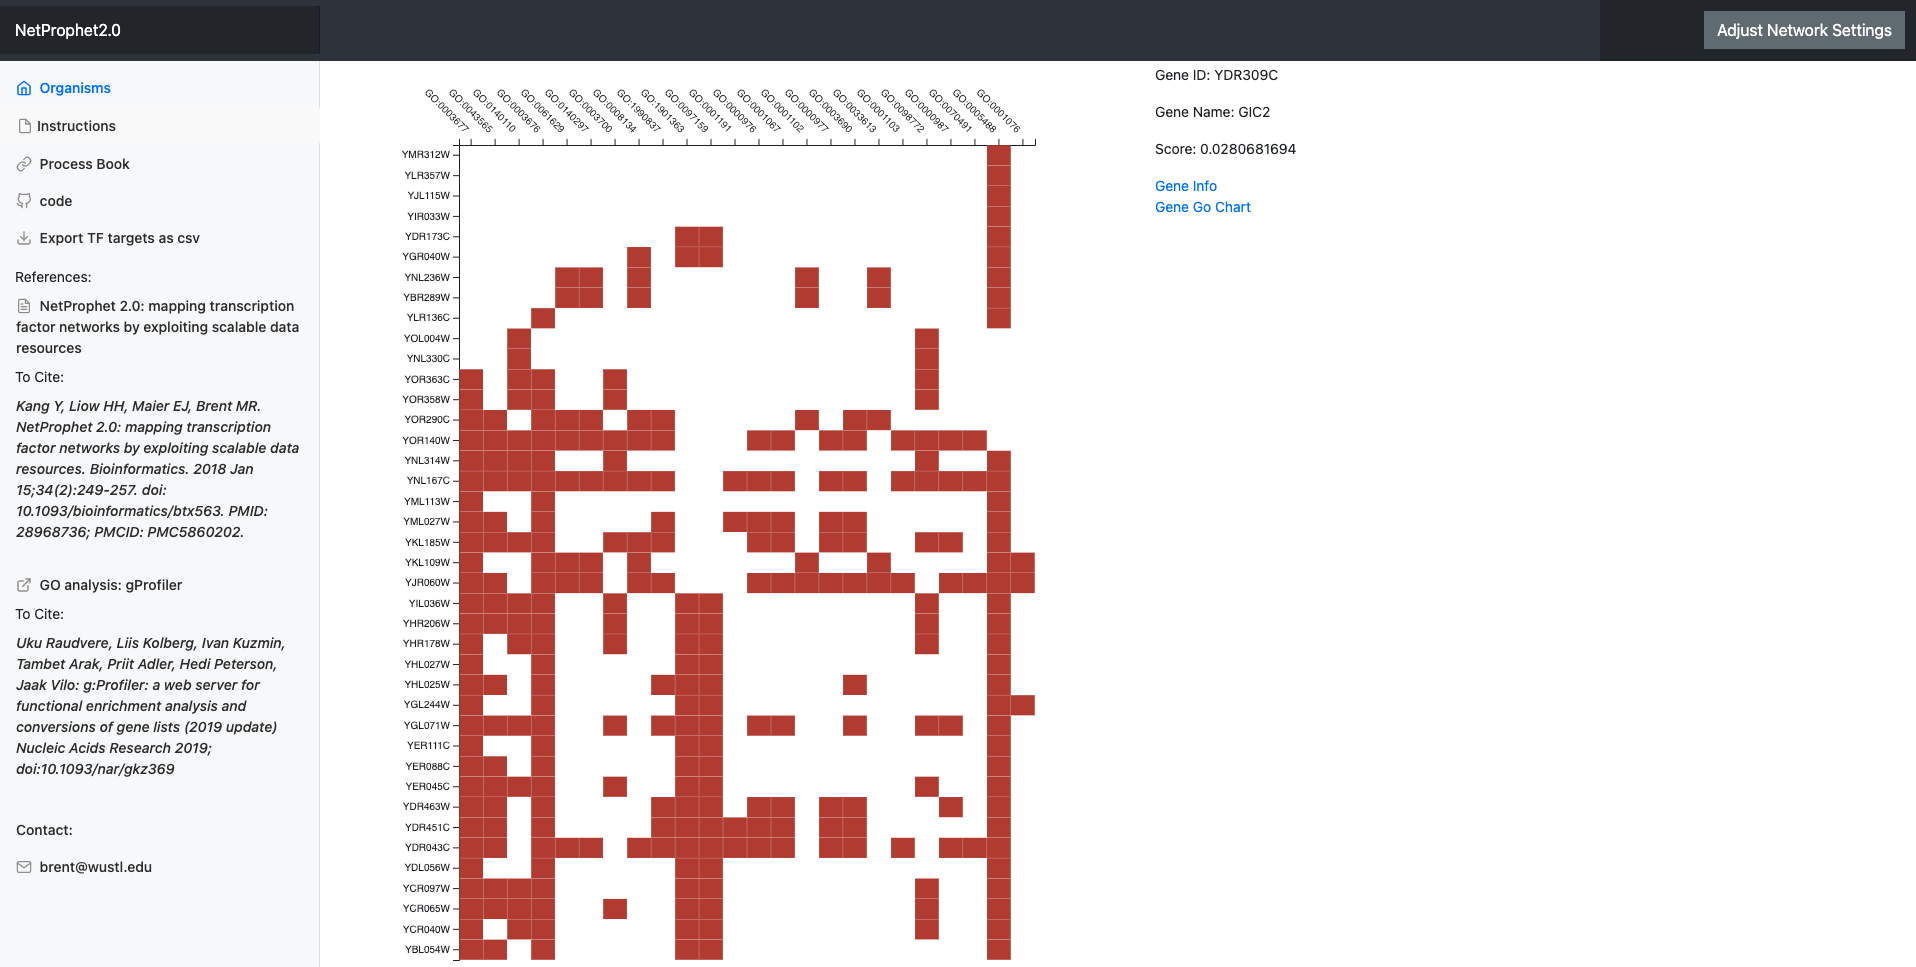 NetProphet2.0
Adjust Network Settings
Organisms
Instructions
Process Book
code
Export TF targets as csv
References:
NetProphet 2.0: mapping transcription
factor networks by exploiting scalable data
resources
To Cite:
Kang Y, Liow HH, Maier EJ, Brent MR.
NetProphet 2.0: mapping transcription
factor networks by exploiting scalable data
resources. Bioinformatics. 2018 Jan
15;34(2):249-257. doi:
10.1093/bioinformatics/btx563. PMID:
28968736; PMCID: PMC5860202.
GO analysis: gProfiler
To Cite:
Uku Raudvere, Liis Kolberg, Ivan Kuzmin,
Tambet Arak, Priit Adler, Hedi Peterson,
Jaak Vilo: g:Profiler: a web server for
functional enrichment analysis and
conversions of gene lists (2019 update)
Nucleic Acids Research 2019;
doi:10.1093/nar/gkz369
Contact:
brent@wustl.edu
GO:0003677
GO:0043565
GO:0140110
GO:0003676
GO:0061629
GO:0140297
GO:0003700
GO:0008134
GO:1990837
GO:1901363
GO:0097159
GO:0001191
GO:0000976
GO:0001067
GO:0001102
GO:0000977
GO:0003690
GO:0033613
GO:0001103
GO:0098772
GO:0000987
GO:0070491
GO:0005488
GO:0001076
YMR312W
YLR357W
YJL115W
YIR033W
YDR173C
YGR040W
YNL236W
YBR289W
YLR136C
YOL004W
YNL330C
YOR363C
YOR358W
YOR290C
YOR140W
YNL314W
YNL167C
YML113W
YML027W
YKL185W
YKL109W
YJR060W
YIL036W
YHR206W
YHR178W
YHL027W
YHL025W
YGL244W
YGL071W
YER111C
YER088C
YER045C
YDR463W
YDR451C
YDR043C
YDL056W
YCR097W
YCR065W
YCR040W
YBL054W
Gene ID: YDR309C
Gene Name: GIC2
Score: 0.0280681694
Gene Info
Gene Go Chart